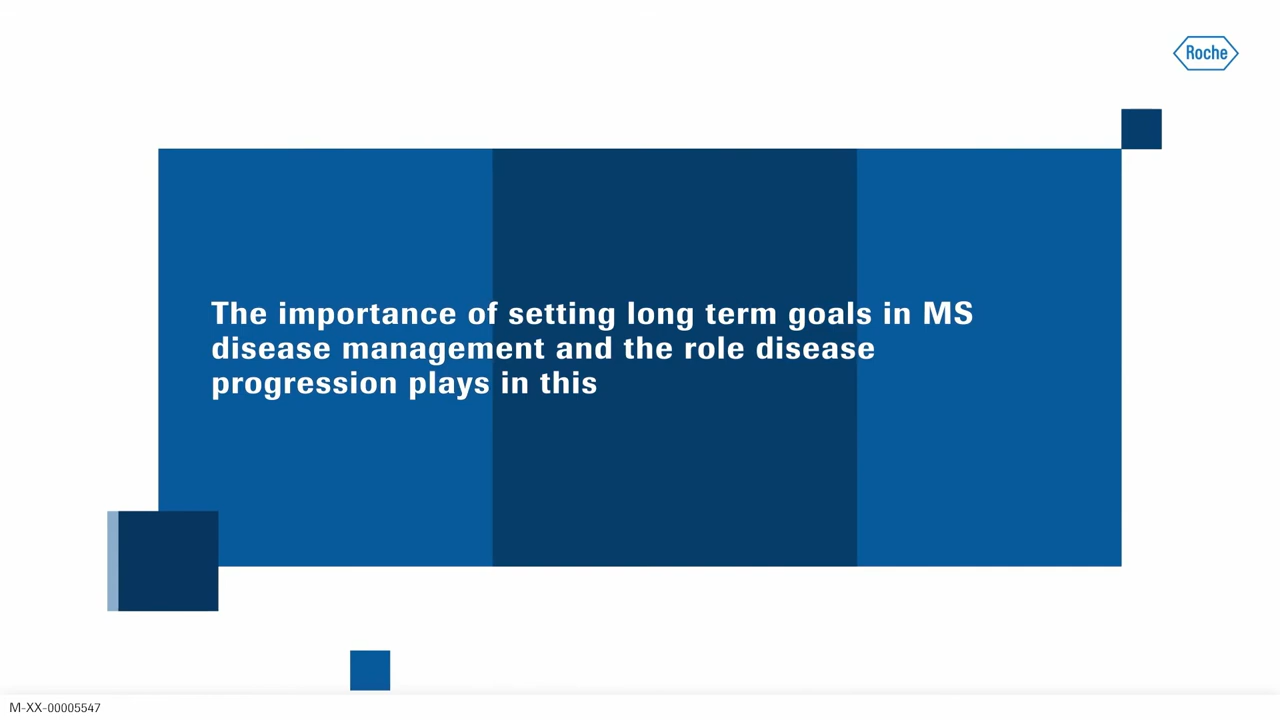 Roche
The importance of setting long term goals in MS
disease management and the role disease
progression plays in this
M-XX-00005547